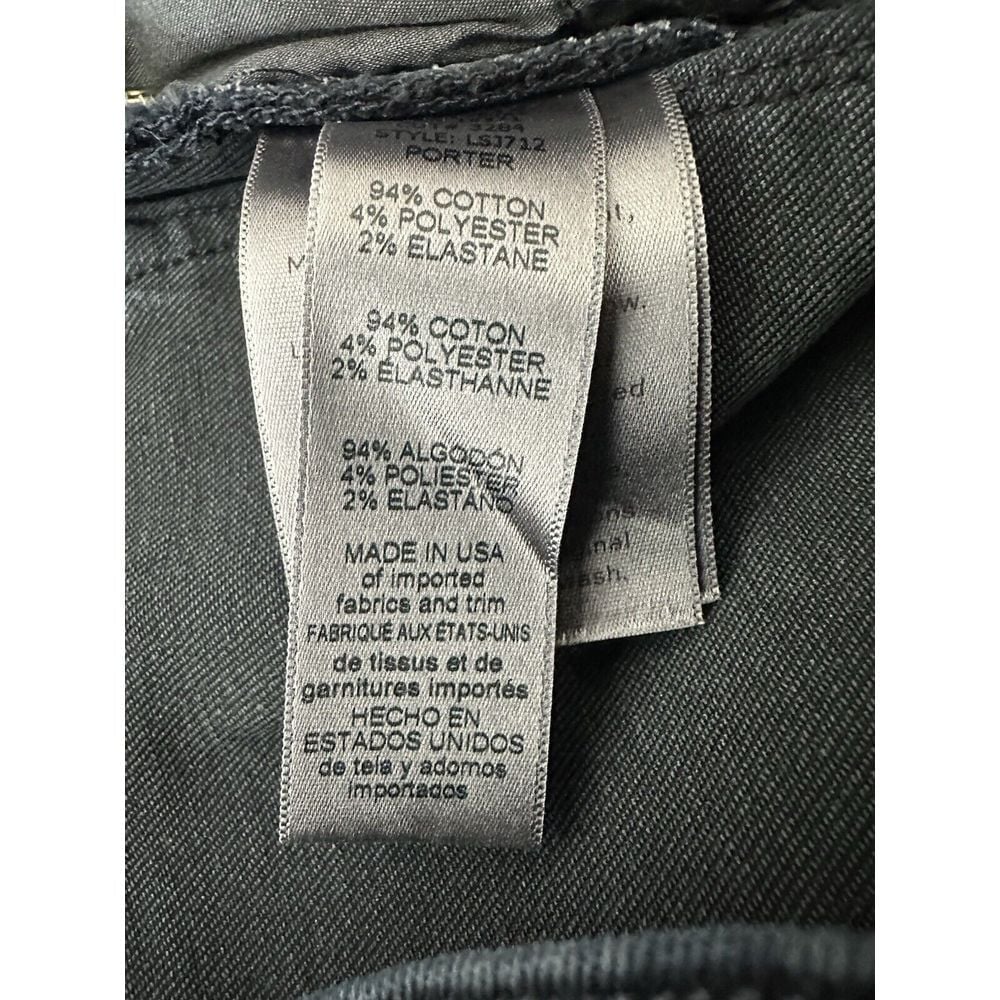 3284
STYLE: LSJ712
PORTER
94% COTTON
4% POLYESTER
2% ELASTANE
94% COTON
4% POLYESTER
2% ÉLASTHANNE
94% ALGODÓN
4% POLIESTER
2% ELASTANO
MADE IN USA
of imported
fabrics and trim
FABRIQUÉ AUX ÉTATS-UNIS
de tissus et de
garnitures importés
HECHO EN
ESTADOS UNIDOS
de tela y adornos
importados